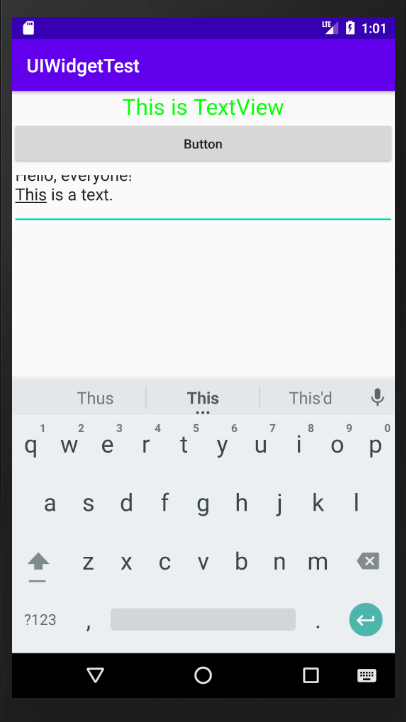 LTE 1:01
UIWidgetTest
This is TextView
Button
Hello, everyone!
This is a text.
Thus This This'd
1 2 3 4 5 6 7 8 9 0
q w e r t y u i o p
a s d f g h j k l
z x c v b n m
?123 , .